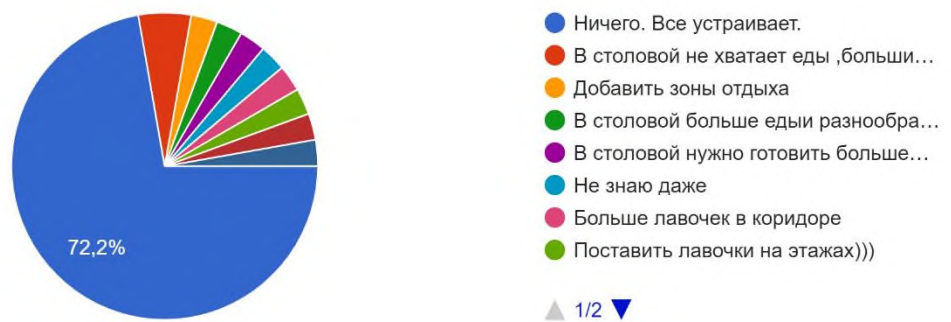 72,2%
Ничего. Все устраивает.
В столовой не хватает еды ,больши…
Добавить зоны отдыха
В столовой больше едыи разнообра…
В столовой нужно готовить больше…
Не знаю даже
Больше лавочек в коридоре
Поставить лавочки на этажах)))
1/2